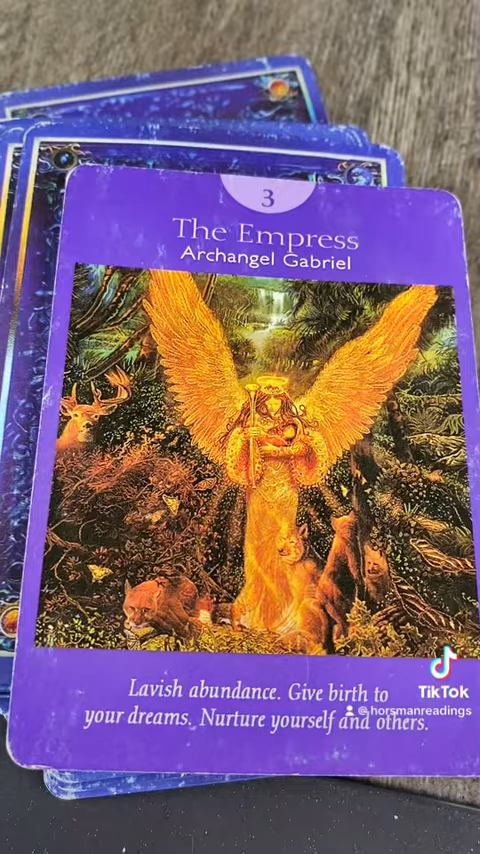 3
The Empress
Archangel Gabriel
Lavish abundance. Give birth to
your dreams. Nurture yourself and others.
TikTok
@horsmanreadings